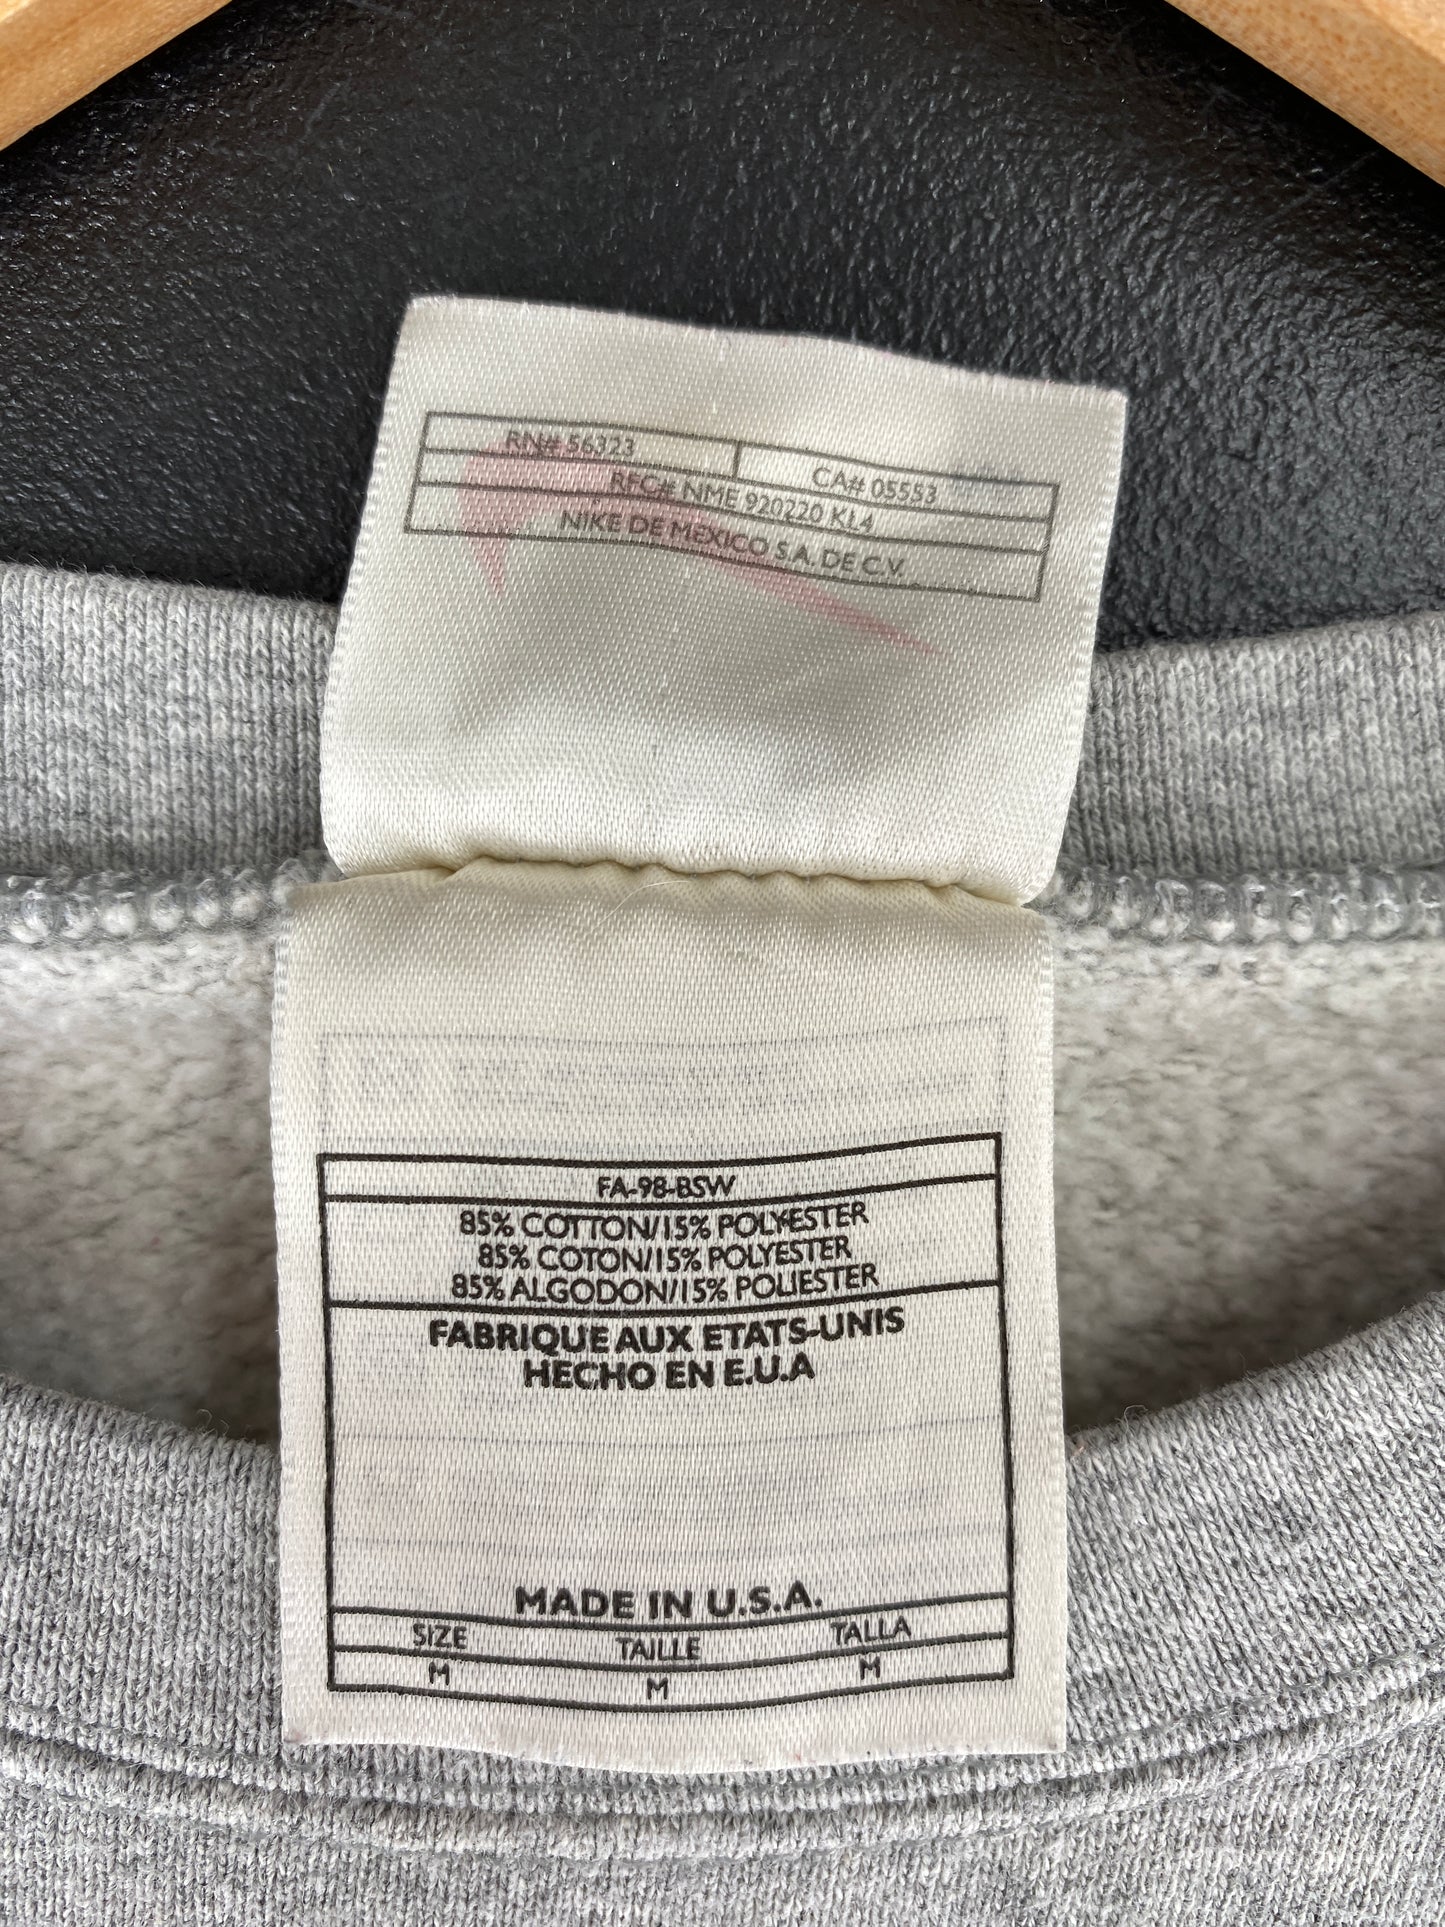 RN# 56323 CA# 05553
RFC# NME 920220 KL4
NIKE DE MEXICO S.A. DE C.V.
FA-98-BSW
85% COTTON/15% POLYESTER
85% COTON/15% POLYESTER
85% ALGODON/15% POLIESTER
FABRIQUE AUX ETATS-UNIS
HECHO EN E.U.A
MADE IN U.S.A.
SIZE TAILLE TALLA
M M M